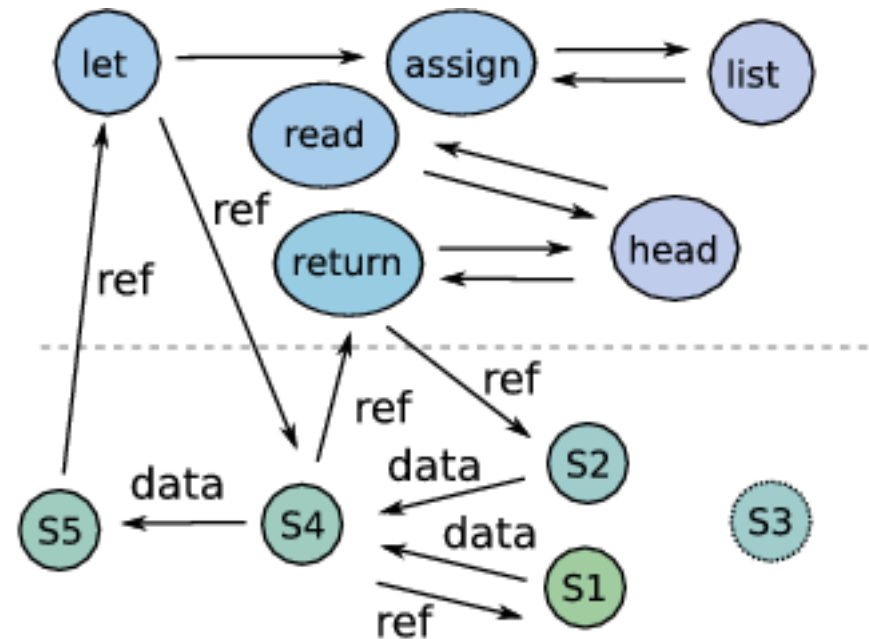 let
assign
list
read
ref
head
return
ref
ref
ref
data
data
S2
S5
S4
data
S3
S1
ref